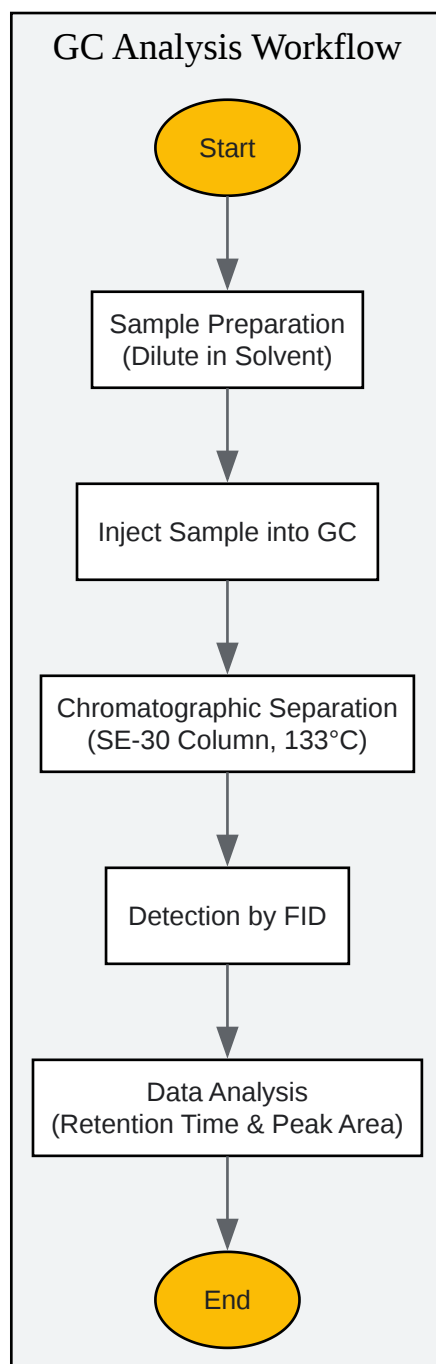 GC Analysis Workflow
Start
Sample Preparation
(Dilute in Solvent)
Inject Sample into GC
Chromatographic Separation
(SE-30 Column, 133°C)
Detection by FID
Data Analysis
(Retention Time & Peak Area)
End